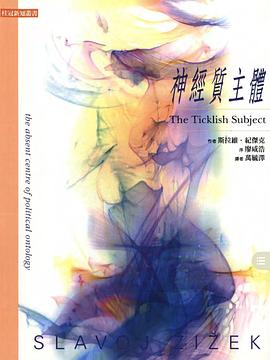 桂冠新知叢書
神經質主體
The Ticklish Subject
作者 斯拉維・紀傑克
序 廖咸浩
譯者 萬毓澤
the absent centre of political ontology
SLAVOJ ŽIŽEK